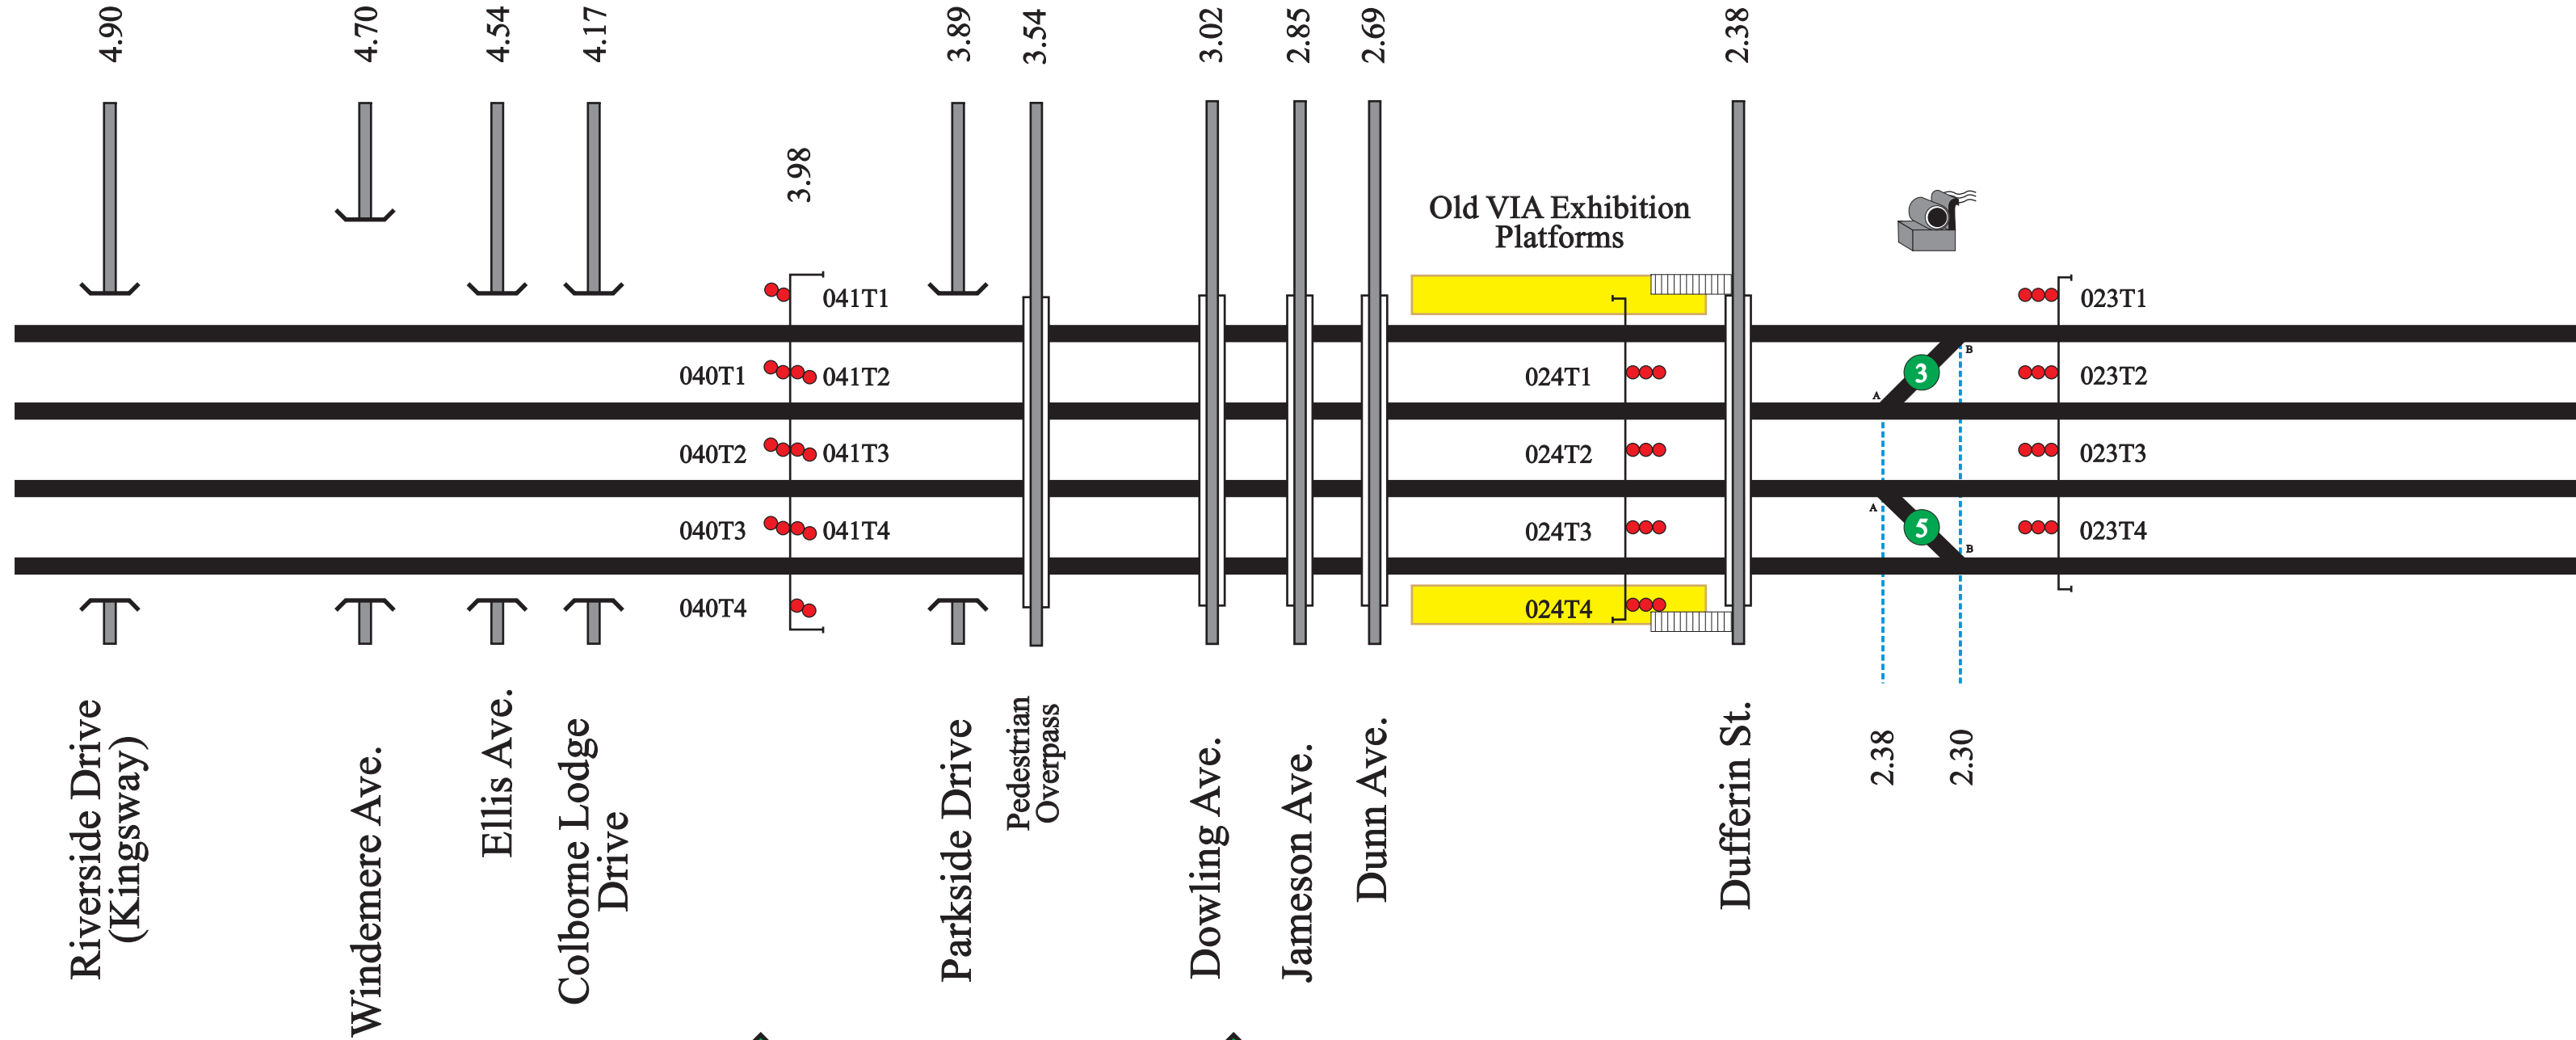 4.90
4.70
4.54
4.17
3.89
3.54
3.02
2.85
2.69
2.38
3.98
Old VIA Exhibition
Platforms
041T1
023T1
B
040T1
041T2
024T1
3
023T2
A
040T2
041T3
024T2
023T3
A
040T3
041T4
024T3
5
023T4
B
040T4
024T4
Riverside Drive
(Kingsway)
Windemere Ave.
Ellis Ave.
Colborne Lodge
Drive
Parkside Drive
Pedestrian
Overpass
Dowling Ave.
Jameson Ave.
Dunn Ave.
Dufferin St.
2.38
2.30